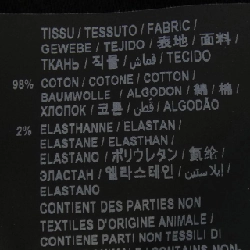 TISSU / TESSUTO / FABRIC /
GEWEBE / TEJIDO / 表地 / 面料 /
ТКАНЬ / 직물 / قماش / TECIDO
98% COTON / COTONE / COTTON /
BAUMWOLLE / ALGODON / 綿 / 棉 /
ХЛОПОК / 코튼 / قطن / ALGODÃO
2% ELASTHANNE / ELASTAN /
ELASTANE / ELASTHAN /
ELASTANO / ポリウレタン / 氨纶 /
ЭЛАСТАН / 엘라스테인 / إيلاستين /
ELASTANO
CONTIENT DES PARTIES NON
TEXTILES D'ORIGINE ANIMALE /
CONTIENE PARTI NON TESSILI DI